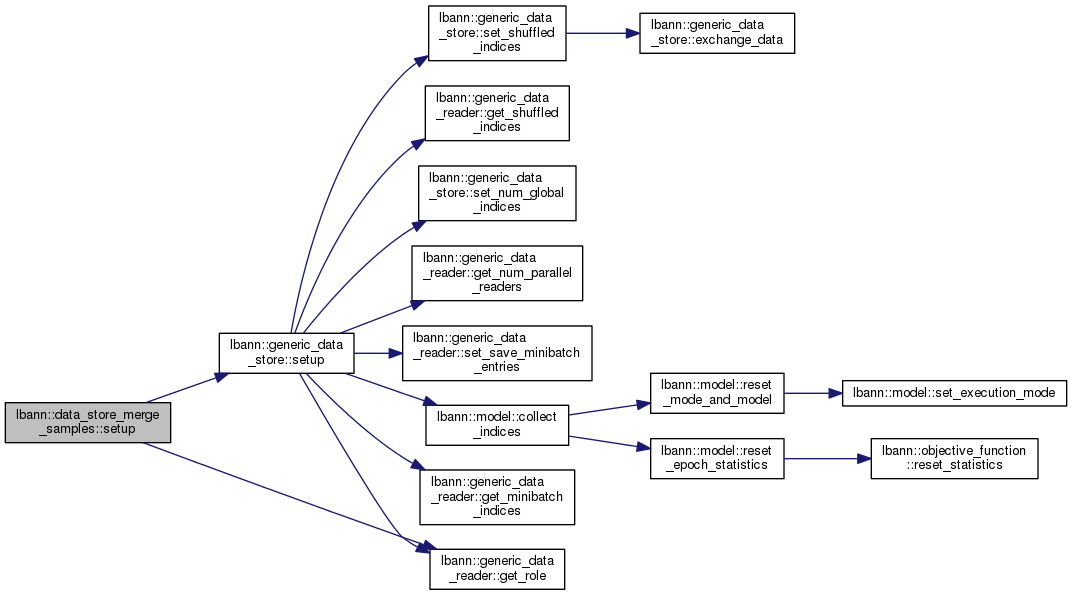 lbann::generic_data
_store::set_shuffled
_indices
lbann::generic_data
_store::exchange_data
lbann::generic_data
_reader::get_shuffled
_indices
lbann::generic_data
_store::set_num_global
_indices
lbann::generic_data
_reader::get_num_parallel
_readers
lbann::generic_data
_store::setup
lbann::generic_data
_reader::set_save_minibatch
_entries
lbann::data_store_merge
_samples::setup
lbann::model::collect
_indices
lbann::model::reset
_mode_and_model
lbann::model::set_execution_mode
lbann::model::reset
_epoch_statistics
lbann::objective_function
::reset_statistics
lbann::generic_data
_reader::get_minibatch
_indices
lbann::generic_data
_reader::get_role